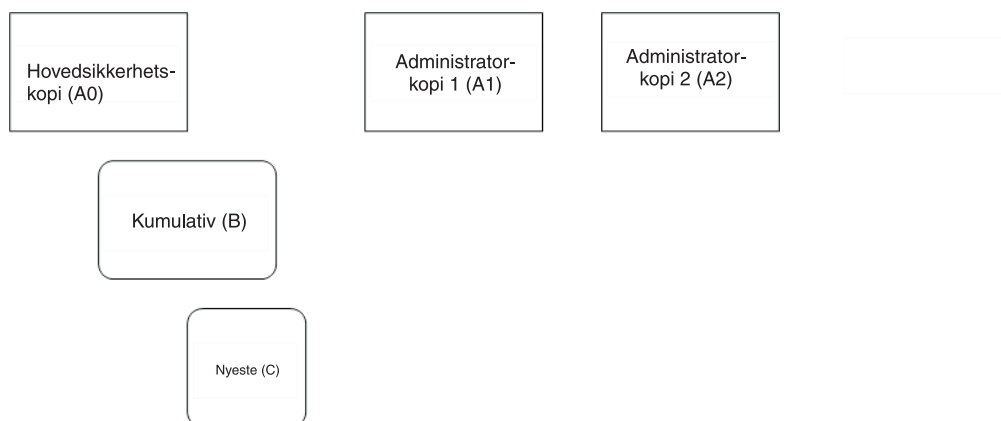 Hovedsikkerhets-
kopi (A0)
Administrator-
kopi 1 (A1)
Administrator-
kopi 2 (A2)
Kumulativ (B)
Nyeste (C)